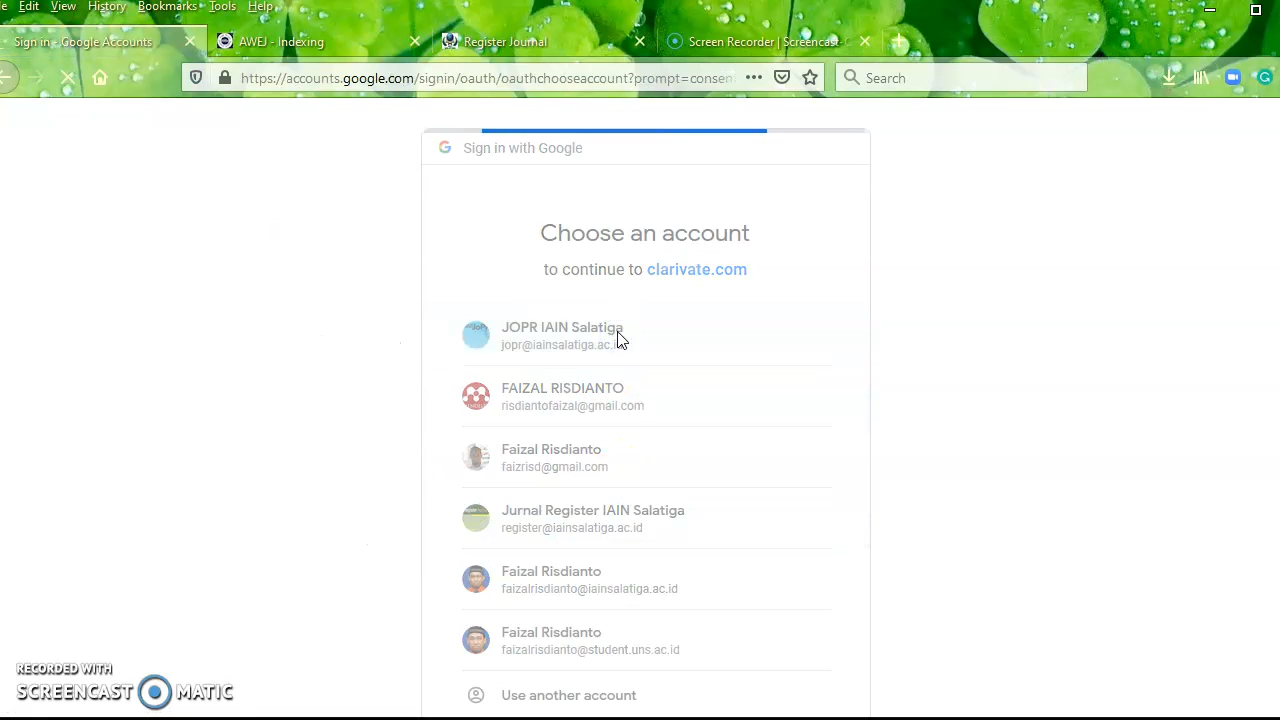 e Edit View History Bookmarks Tools Help
Sign in - Google Accounts AWEJ - Indexing Register Journal Screen Recorder | Screencast-O
https://accounts.google.com/signin/oauth/oauthchooseaccount?prompt=consen Search
Sign in with Google
Choose an account
to continue to clarivate.com
JOPR IAIN Salatiga
jopr@iainsalatiga.ac.i
FAIZAL RISDIANTO
risdiantofaizal@gmail.com
Faizal Risdianto
faizrisd@gmail.com
Jurnal Register IAIN Salatiga
register@iainsalatiga.ac.id
Faizal Risdianto
faizalrisdianto@iainsalatiga.ac.id
Faizal Risdianto
faizalrisdianto@student.uns.ac.id
Use another account
RECORDED WITH
SCREENCAST MATIC